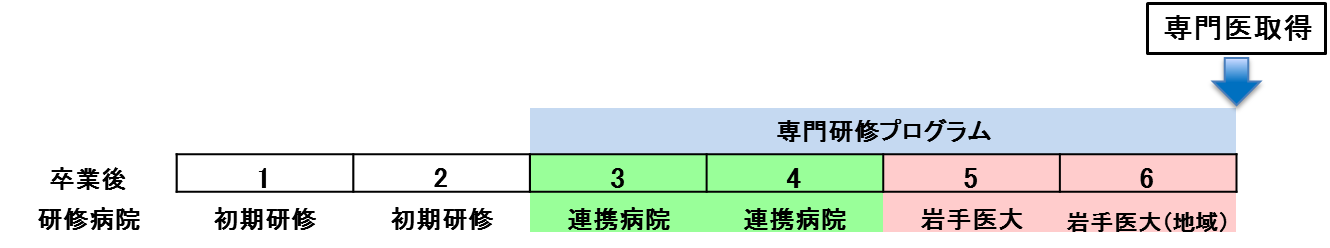 専門医取得
専門研修プログラム
卒業後 1 2 3 4 5 6
研修病院 初期研修 初期研修 連携病院 連携病院 岩手医大 岩手医大(地域)